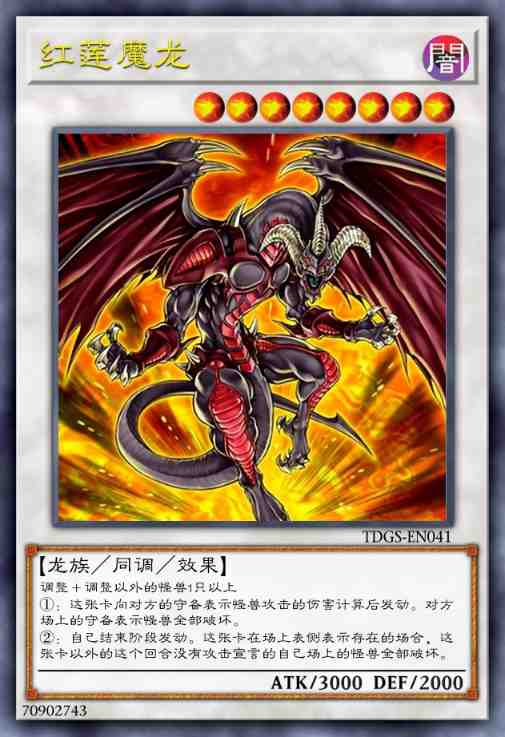 红莲魔龙
闇
TDGS-EN041
【龙族／同调／效果】
调整＋调整以外的怪兽1只以上
①：这张卡向对方的守备表示怪兽攻击的伤害计算后发动。对方
场上的守备表示怪兽全部破坏。
②：自己结束阶段发动。这张卡在场上表侧表示存在的场合，这
张卡以外的这个回合没有攻击宣言的自己场上的怪兽全部破坏。
ATK/3000 DEF/2000
70902743